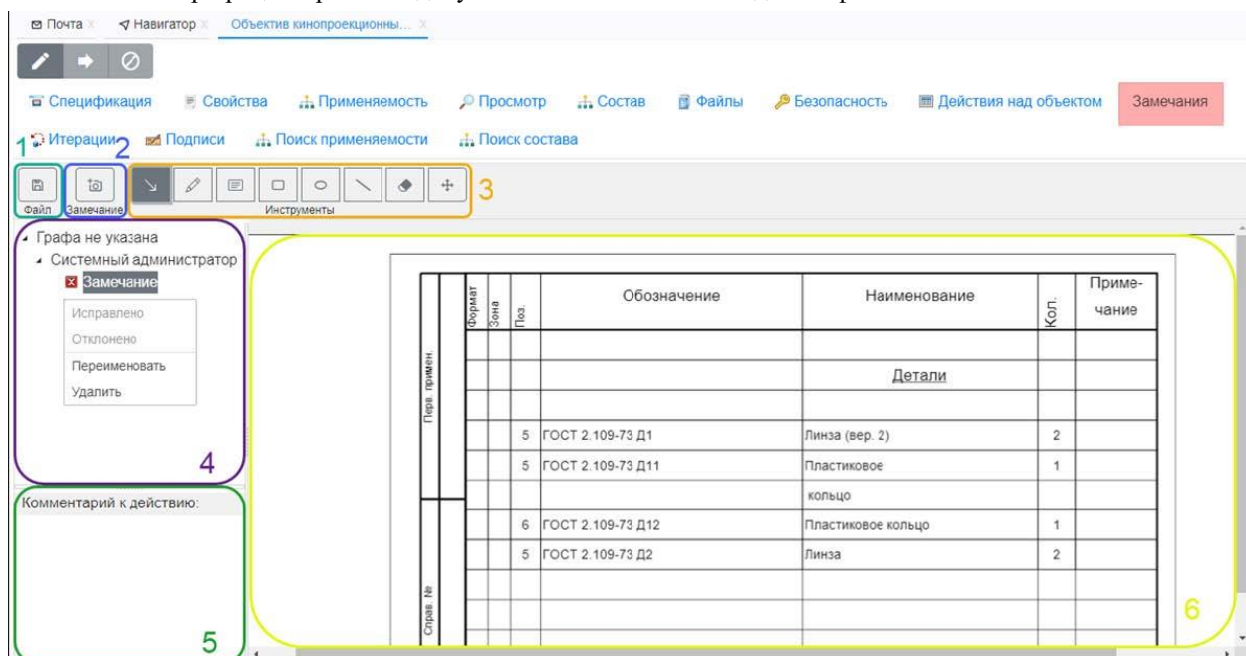 Почта × Навигатор × Объектив кинопроекционны... ×
Спецификация Свойства Применяемость Просмотр Состав Файлы Безопасность Действия над объектом Замечания
1 Итерации 2 Подписи Поиск применяемости Поиск состава
3
Файл Замечание Инструменты
Графа не указана
Системный администратор
Замечание
Исправлено
Отклонено
Переименовать
Удалить
4
Комментарий к действию:
5
Перв. примен.
Справ. №
Формат Зона Поз. Обозначение Наименование Кол. Приме-
чание
Детали
5 ГОСТ 2.109-73 Д1 Линза (вер. 2) 2
5 ГОСТ 2.109-73 Д11 Пластиковое 1
кольцо
6 ГОСТ 2.109-73 Д12 Пластиковое кольцо 1
5 ГОСТ 2.109-73 Д2 Линза 2
6